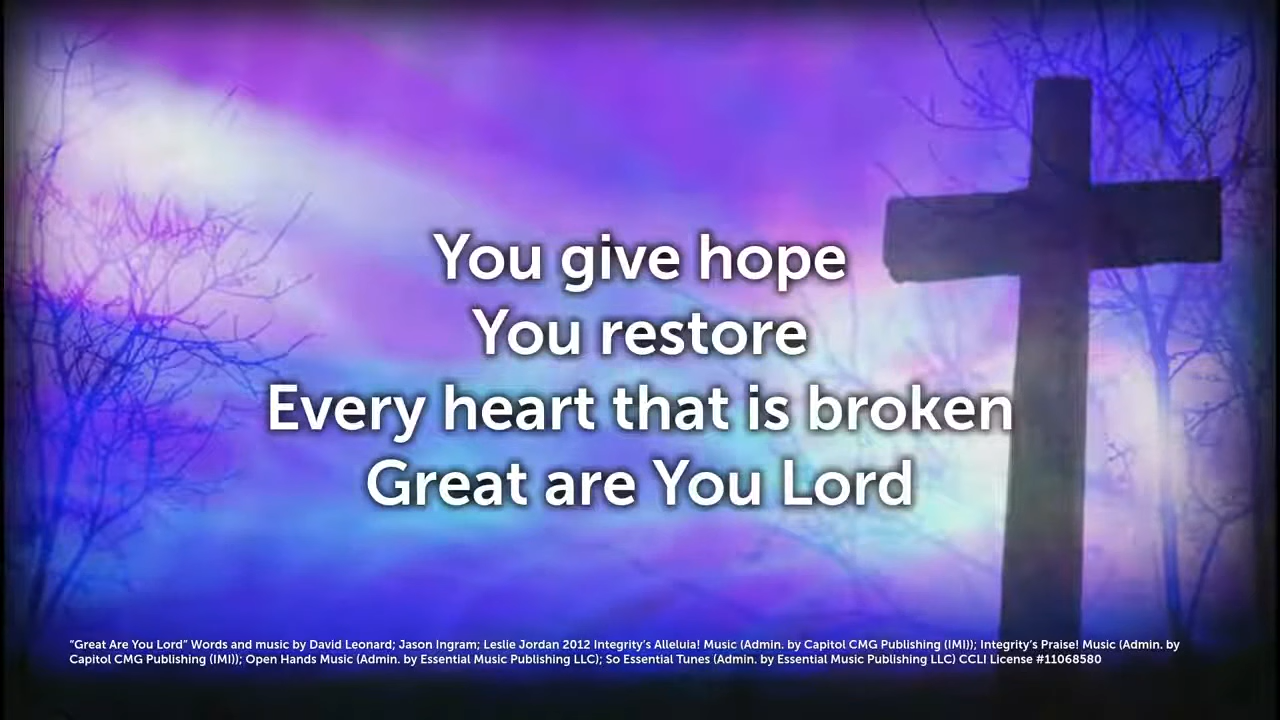 You give hope
You restore
Every heart that is broken
Great are You Lord
"Great Are You Lord" Words and music by David Leonard; Jason Ingram; Leslie Jordan 2012 Integrity's Alleluia! Music (Admin. by Capitol CMG Publishing (IMI)); Integrity's Praise! Music (Admin. by
Capitol CMG Publishing (IMI)); Open Hands Music (Admin. by Essential Music Publishing LLC); So Essential Tunes (Admin. by Essential Music Publishing LLC) CCLI License #11068580